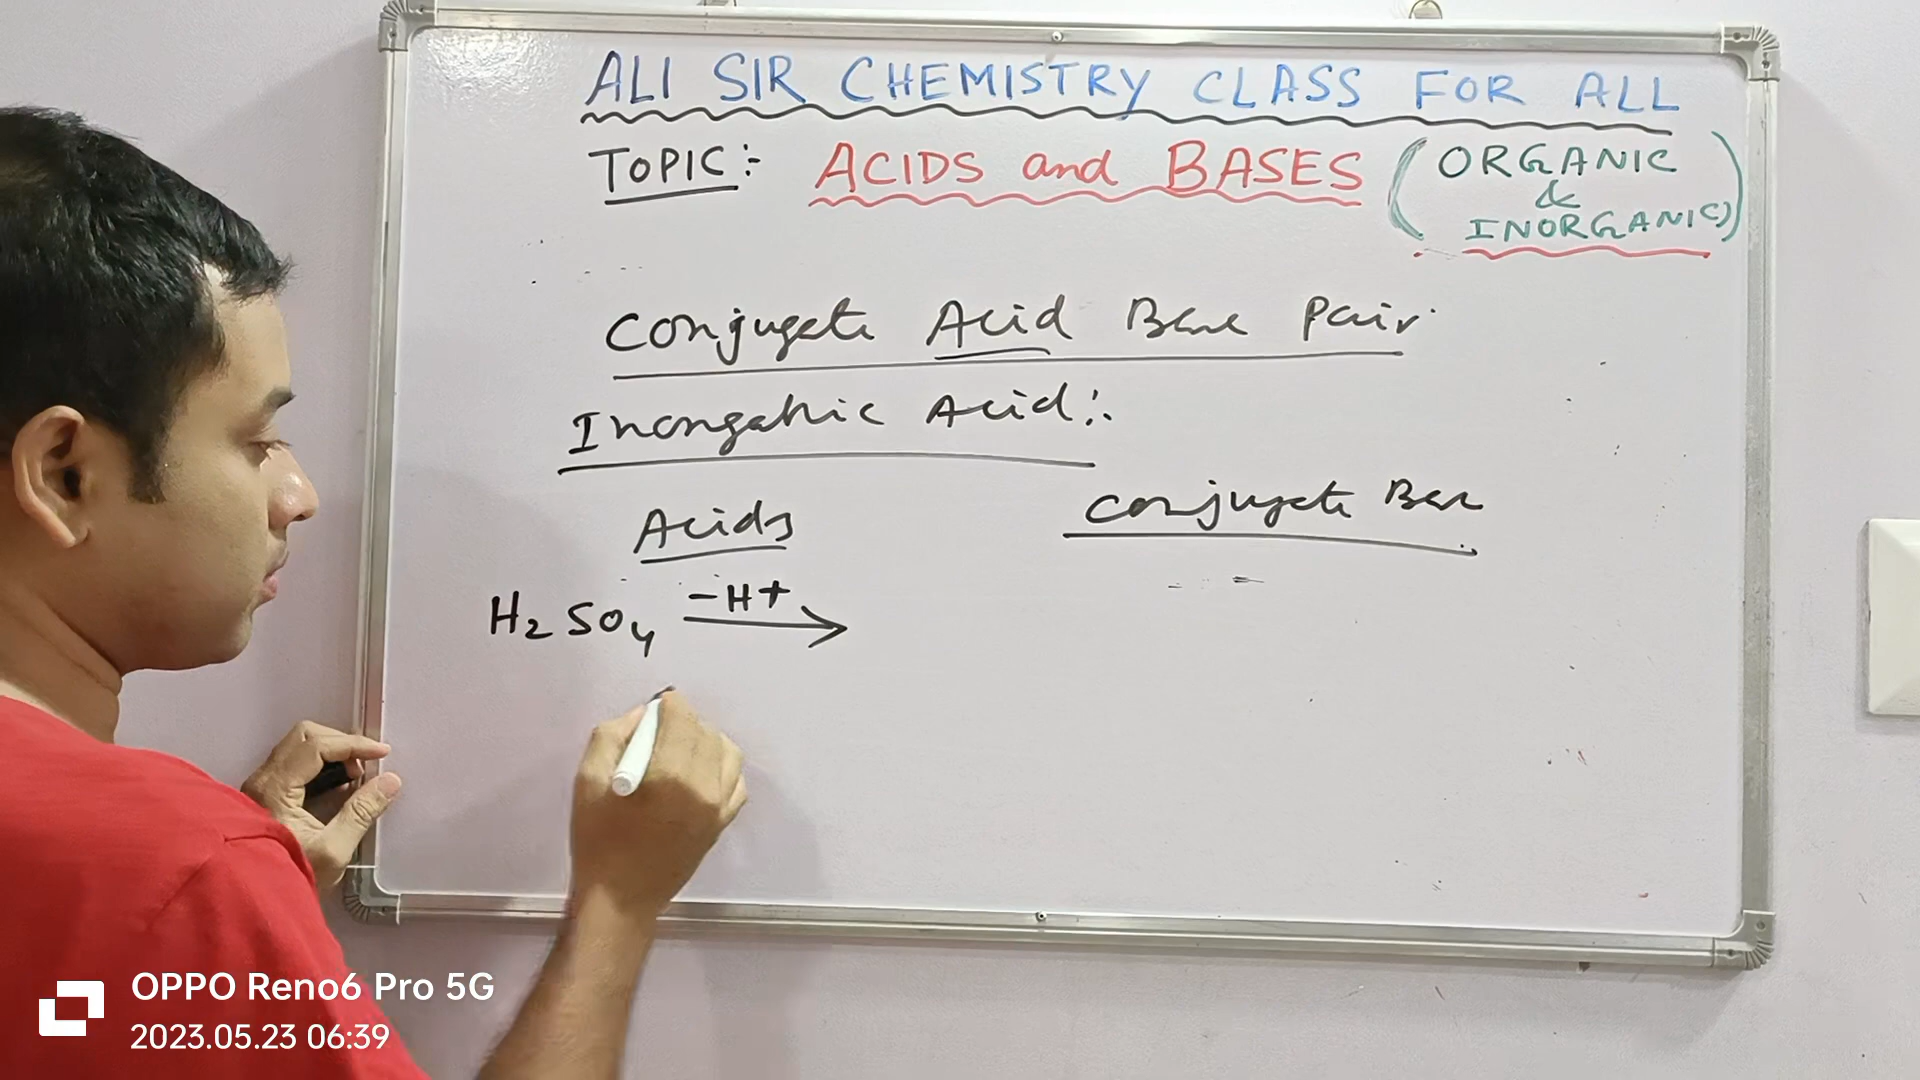 ALI SIR CHEMISTRY CLASS FOR ALL
TOPIC:- ACIDS and BASES (ORGANIC
&
INORGANIC)
Conjugate Acid Base Pair
Inorganic Acid:
Acids
Conjugate Base
H2SO4 -H+ →
OPPO Reno6 Pro 5G
2023.05.23 06:39